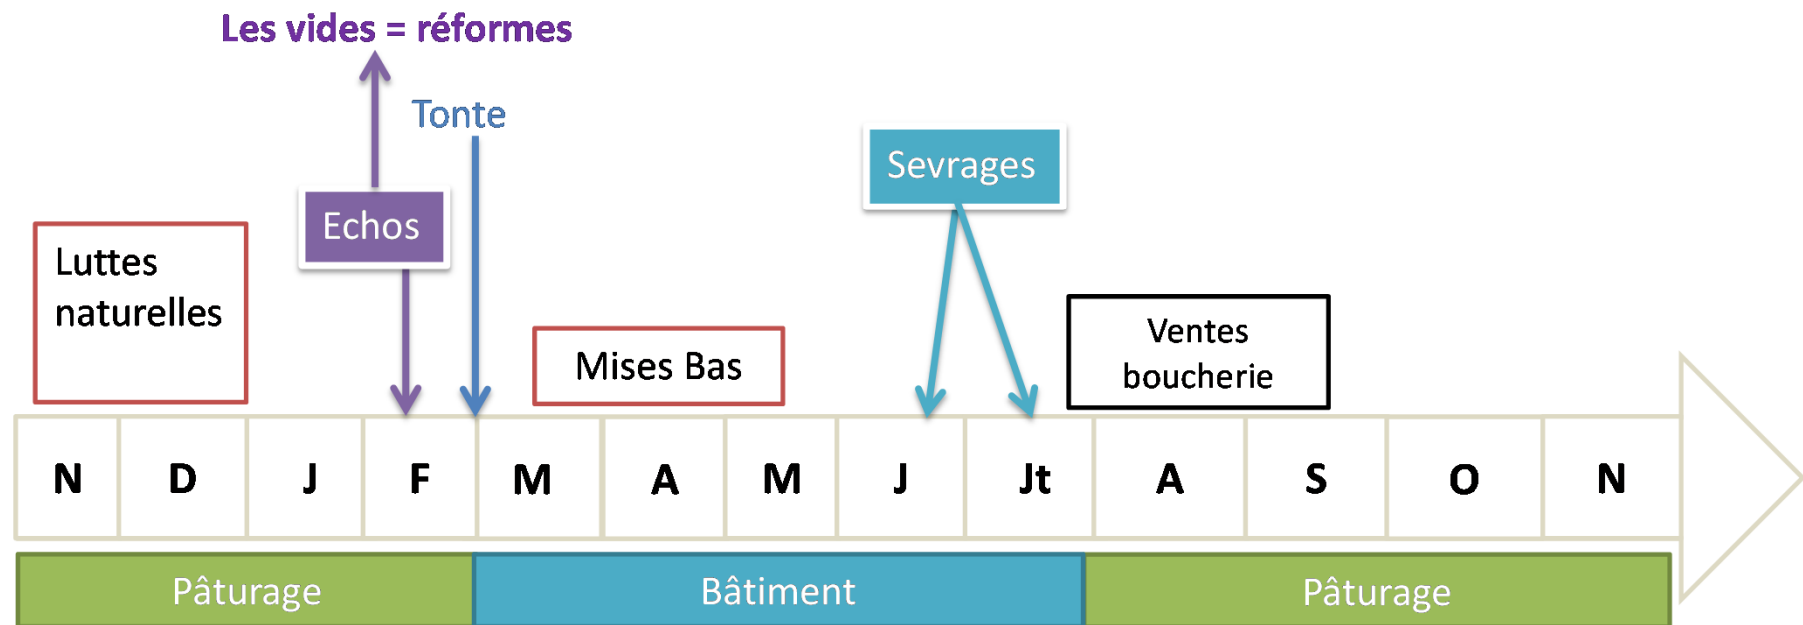 Les vides = réformes
Tonte
Echos
Sevrages
Luttes
naturelles
Mises Bas
Ventes
boucherie
N D J F M A M J Jt A S O N
Pâturage Bâtiment Pâturage